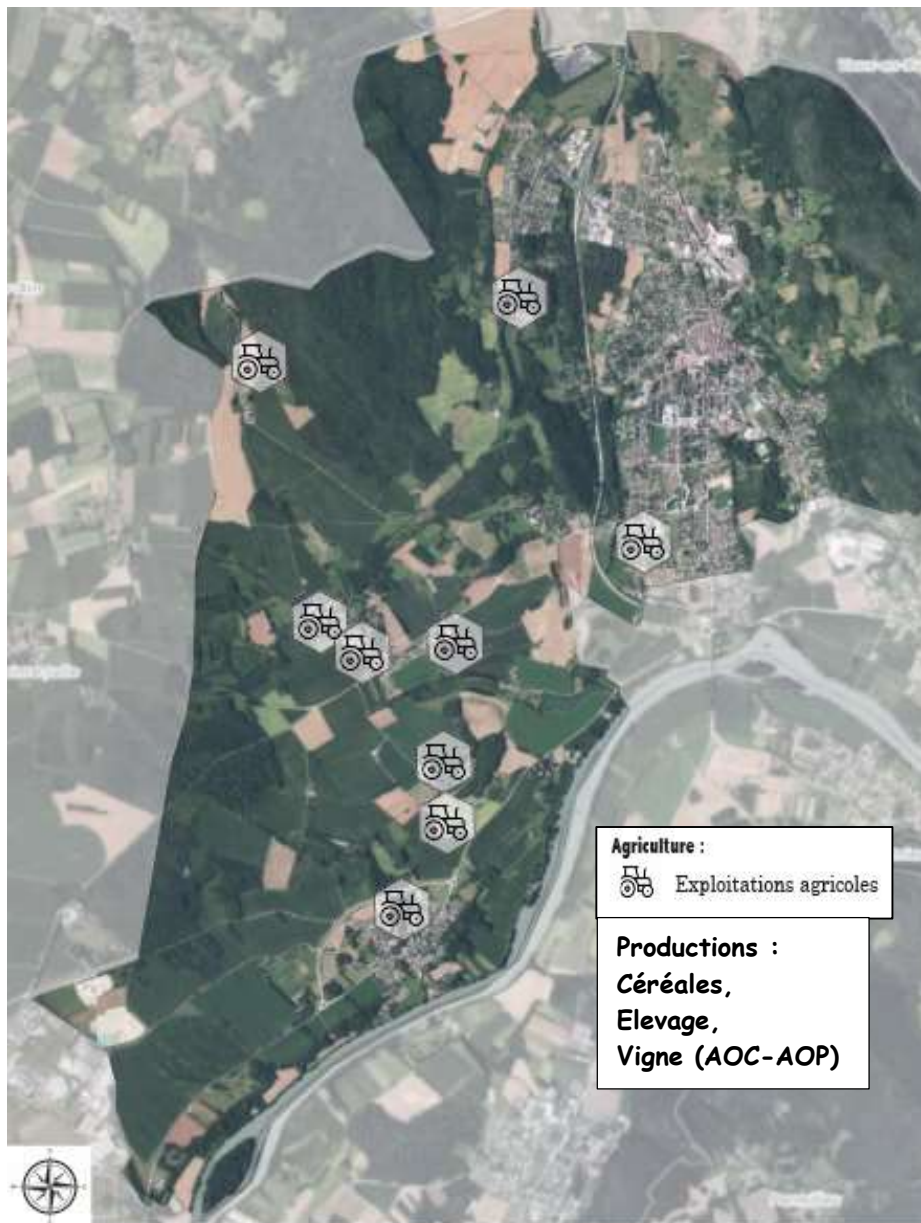 Agriculture :
Exploitations agricoles
Productions :
Céréales,
Elevage,
Vigne (AOC-AOP)